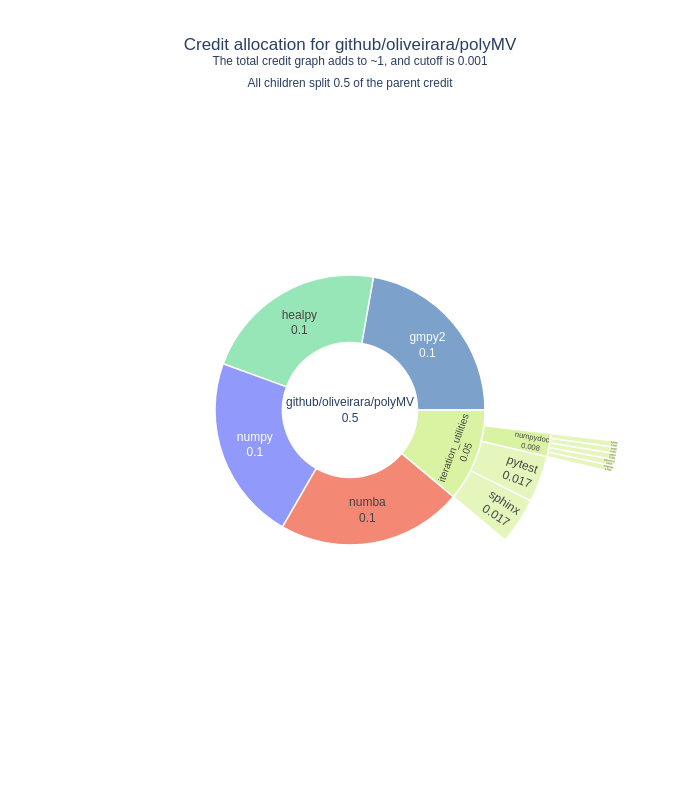 Credit allocation for github/oliveirara/polyMV
The total credit graph adds to ~1, and cutoff is 0.001
All children split 0.5 of the parent credit
healpy
0.1
gmpy2
0.1
github/oliveirara/polyMV
0.5
numpy
0.1
numba
0.1
iteration_utilities
0.05
numpydoc
0.008
pytest
0.017
sphinx
0.017